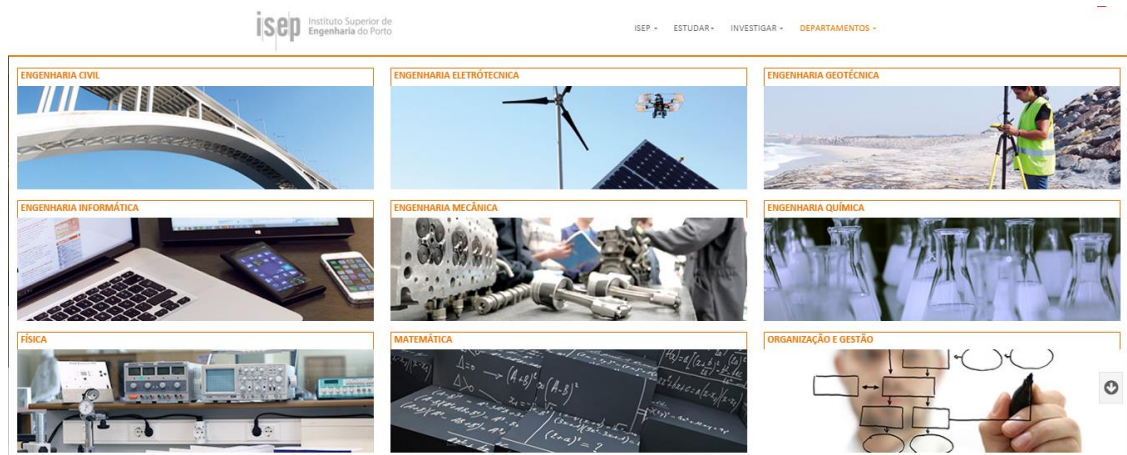 isep
Instituto Superior de
Engenharia do Porto
ISEP
ESTUDAR
INVESTIGAR
DEPARTAMENTOS
ENGENHARIA CIVIL
ENGENHARIA ELETRÓTECNICA
ENGENHARIA GEOTÉCNICA
ENGENHARIA INFORMÁTICA
ENGENHARIA MECÂNICA
ENGENHARIA QUÍMICA
FÍSICA
MATEMÁTICA
ORGANIZAÇÃO E GESTÃO